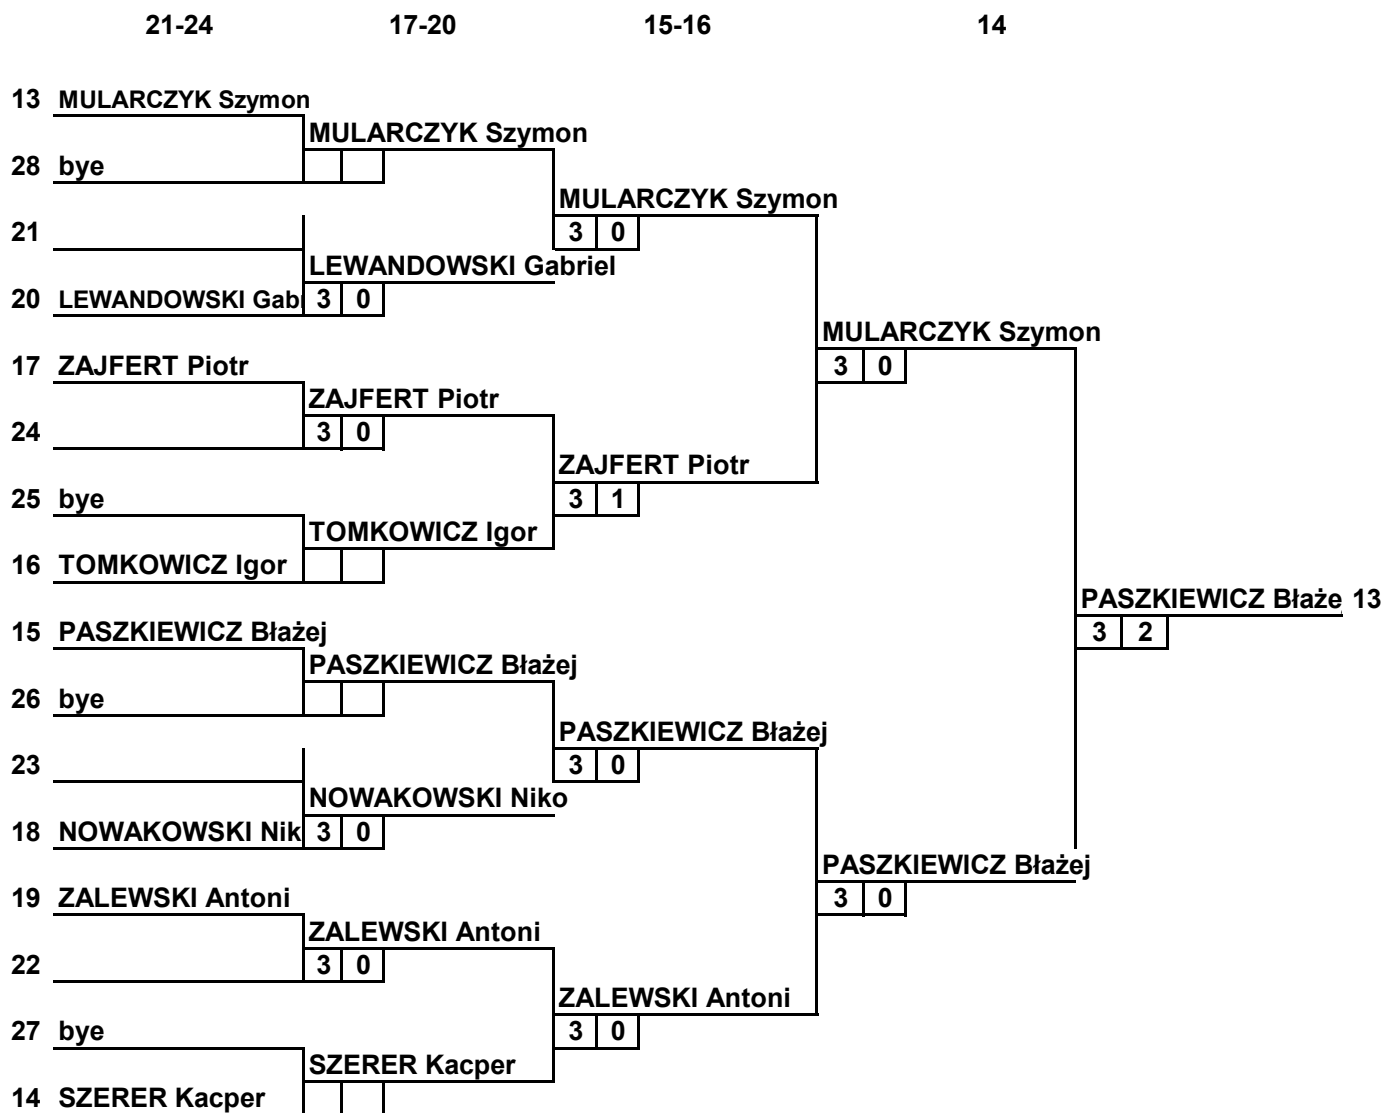 21-24 17-20 15-16 14
13 MULARCZYK Szymon
MULARCZYK Szymon
28 bye
MULARCZYK Szymon
21 3 0
LEWANDOWSKI Gabriel
20 LEWANDOWSKI Gab 3 0
MULARCZYK Szymon
17 ZAJFERT Piotr 3 0
ZAJFERT Piotr
24 3 0
ZAJFERT Piotr
25 bye 3 1
TOMKOWICZ Igor
16 TOMKOWICZ Igor
PASZKIEWICZ Błaże 13
15 PASZKIEWICZ Błażej 3 2
PASZKIEWICZ Błażej
26 bye
PASZKIEWICZ Błażej
23 3 0
NOWAKOWSKI Niko
18 NOWAKOWSKI Nik 3 0
PASZKIEWICZ Błażej
19 ZALEWSKI Antoni 3 0
ZALEWSKI Antoni
22 3 0
ZALEWSKI Antoni
27 bye 3 0
SZERER Kacper
14 SZERER Kacper